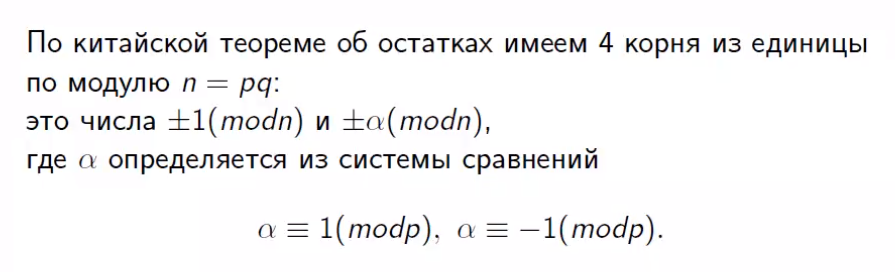 По китайской теореме об остатках имеем 4 корня из единицы
по модулю n = pq:
это числа ±1(modn) и ±α(modn),
где α определяется из системы сравнений
α ≡ 1(modp), α ≡ −1(modp).